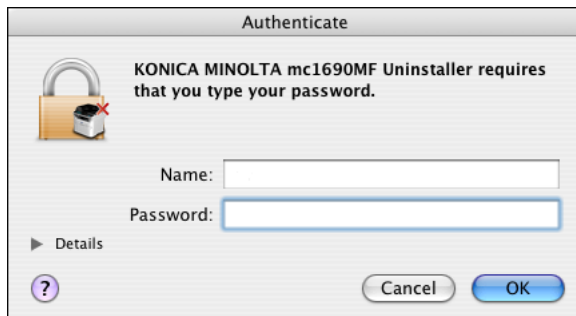 Authenticate
KONICA MINOLTA mc1690MF Uninstaller requires
that you type your password.
Name:
Password:
Details
?
Cancel
OK